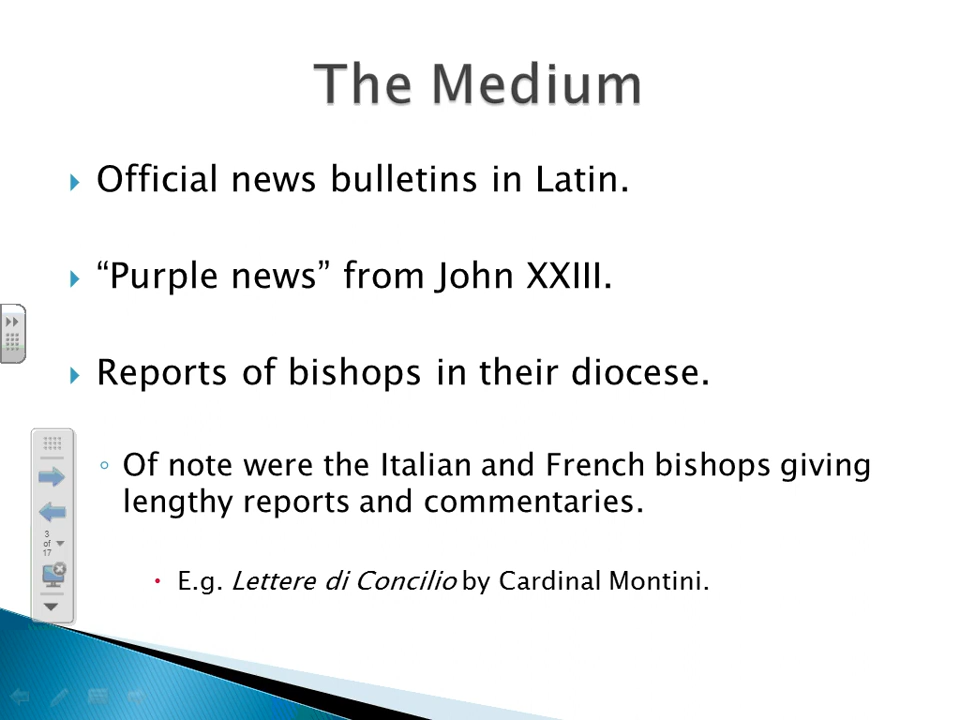 The Medium
Official news bulletins in Latin.
“Purple news” from John XXIII.
Reports of bishops in their diocese.
Of note were the Italian and French bishops giving
lengthy reports and commentaries.
E.g. Lettere di Concilio by Cardinal Montini.
3
of
17